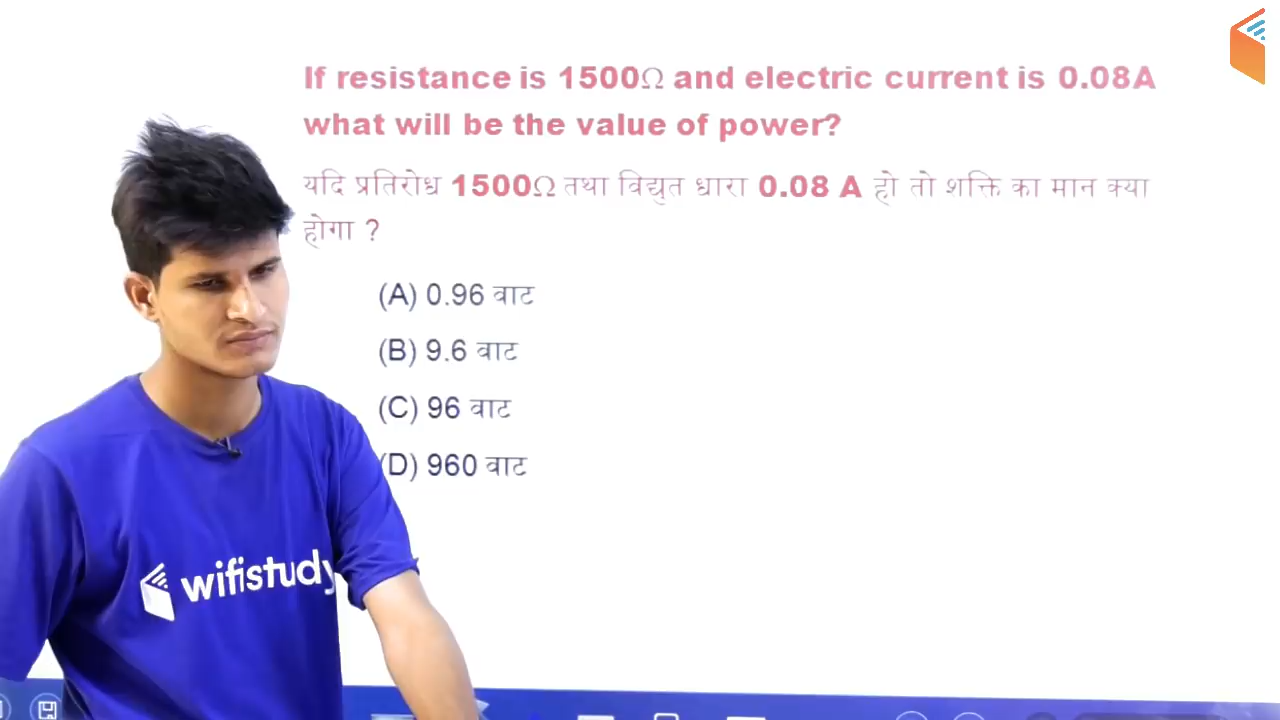 If resistance is 1500Ω and electric current is 0.08A
what will be the value of power?
यदि प्रतिरोध 1500Ω तथा विद्युत धारा 0.08 A हो तो शक्ति का मान क्या
होगा ?
(A) 0.96 वाट
(B) 9.6 वाट
(C) 96 वाट
(D) 960 वाट
wifistudy